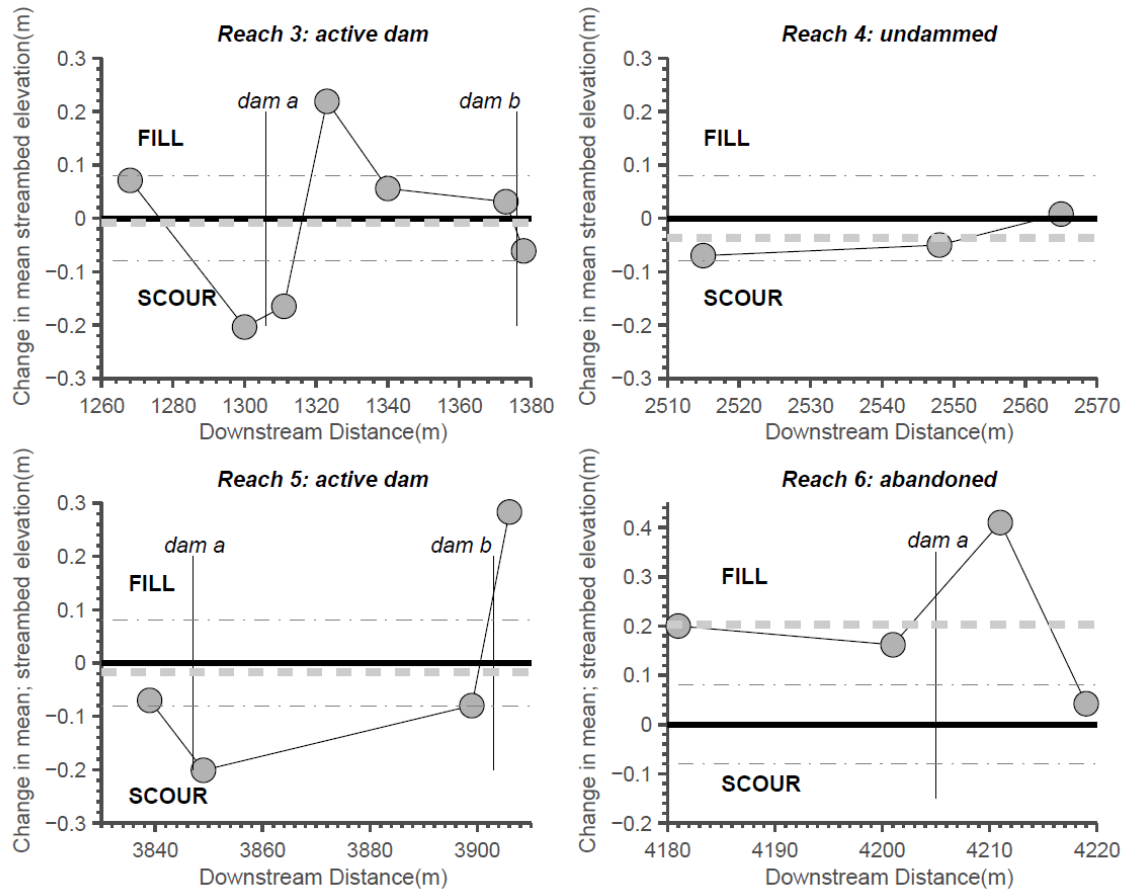 Reach 3: active dam
Change in mean streambed elevation(m)
0.3
0.2
0.1
0
−0.1
−0.2
−0.3
FILL
SCOUR
dam a
dam b
1260 1280 1300 1320 1340 1360 1380
Downstream Distance(m)
Reach 4: undammed
Change in mean streambed elevation(m)
0.3
0.2
0.1
0
−0.1
−0.2
−0.3
FILL
SCOUR
2510 2520 2530 2540 2550 2560 2570
Downstream Distance(m)
Reach 5: active dam
Change in mean; streambed elevation(m)
0.3
0.2
0.1
0
−0.1
−0.2
−0.3
dam a
dam b
FILL
SCOUR
3840 3860 3880 3900
Downstream Distance(m)
Reach 6: abandoned
Change in mean; streambed elevation(m)
0.4
0.3
0.2
0.1
0
−0.1
−0.2
dam a
FILL
SCOUR
4180 4190 4200 4210 4220
Downstream Distance(m)